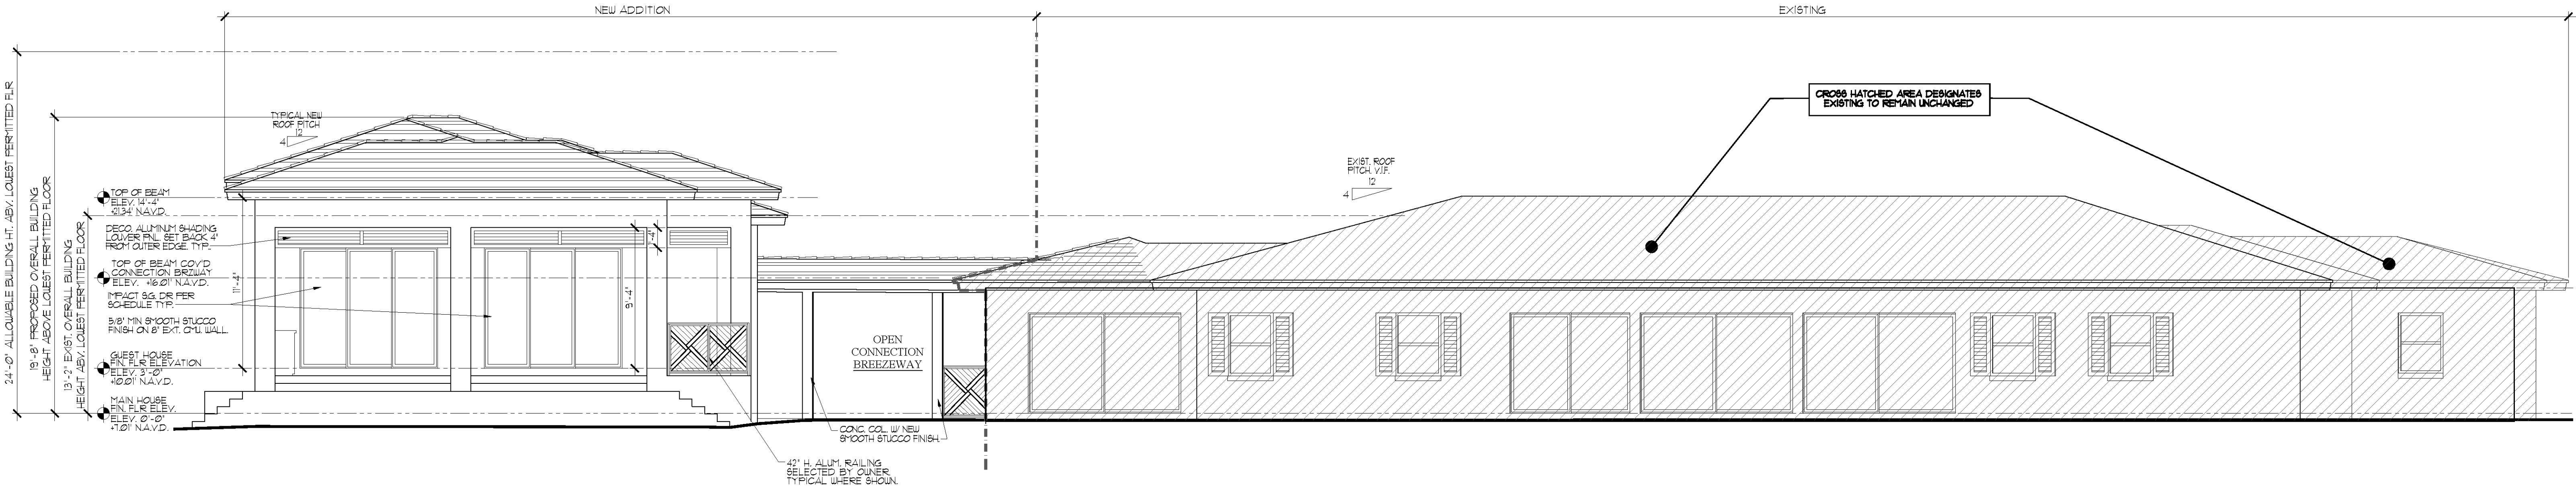 NEW ADDITION
EXISTING
24'-0" ALLOWABLE BUILDING HT. ABV. LOWEST PERMITTED FLR
19'-8" PROPOSED OVERALL BUILDING
HEIGHT ABOVE LOWEST PERMITTED FLOOR
13'-2" EXIST. OVERALL BUILDING
HEIGHT ABV. LOWEST PERMITTED FLOOR
TYPICAL NEW
ROOF PITCH
12
4
CROSS HATCHED AREA DESIGNATES
EXISTING TO REMAIN UNCHANGED
EXIST. ROOF
PITCH. V.I.F.
12
4
TOP OF BEAM
ELEV. 14'-4"
+21.34' N.A.V.D.
DECO. ALUMINUM SHADING
LOUVER PNL. SET BACK 4"
FROM OUTER EDGE, TYP.
TOP OF BEAM COV'D
CONNECTION BRZWAY
ELEV. +16.01' N.A.V.D.
IMPACT S.G. DR PER
SCHEDULE TYP.
5/8" MIN SMOOTH STUCCO
FINISH ON 8" EXT. CMU. WALL.
GUEST HOUSE
FIN. FLR ELEVATION
ELEV. 3'-0"
+10.01' N.A.V.D.
MAIN HOUSE
FIN. FLR ELEV.
ELEV. 0'-0"
+7.01' N.A.V.D.
11'-4"
9'-4"
1'-4"
OPEN
CONNECTION
BREEZEWAY
CONC. COL. W/ NEW
SMOOTH STUCCO FINISH.
42" H. ALUM. RAILING
SELECTED BY OWNER.
TYPICAL WHERE SHOWN.